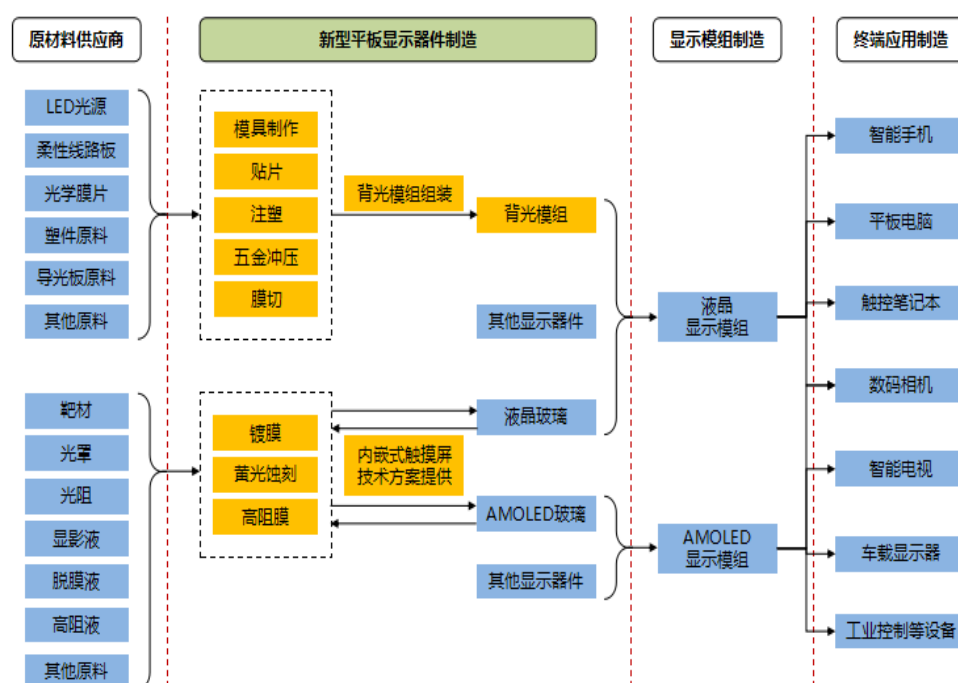 原材料供应商
新型平板显示器件制造
显示模组制造
终端应用制造
LED光源
柔性线路板
光学膜片
塑件原料
导光板原料
其他原料
模具制作
贴片
注塑
五金冲压
膜切
背光模组组装
背光模组
其他显示器件
液晶
显示模组
靶材
光罩
光阻
显影液
脱膜液
高阻液
其他原料
镀膜
黄光蚀刻
高阻膜
内嵌式触摸屏
技术方案提供
液晶玻璃
AMOLED玻璃
其他显示器件
AMOLED
显示模组
智能手机
平板电脑
触控笔记本
数码相机
智能电视
车载显示器
工业控制等设备